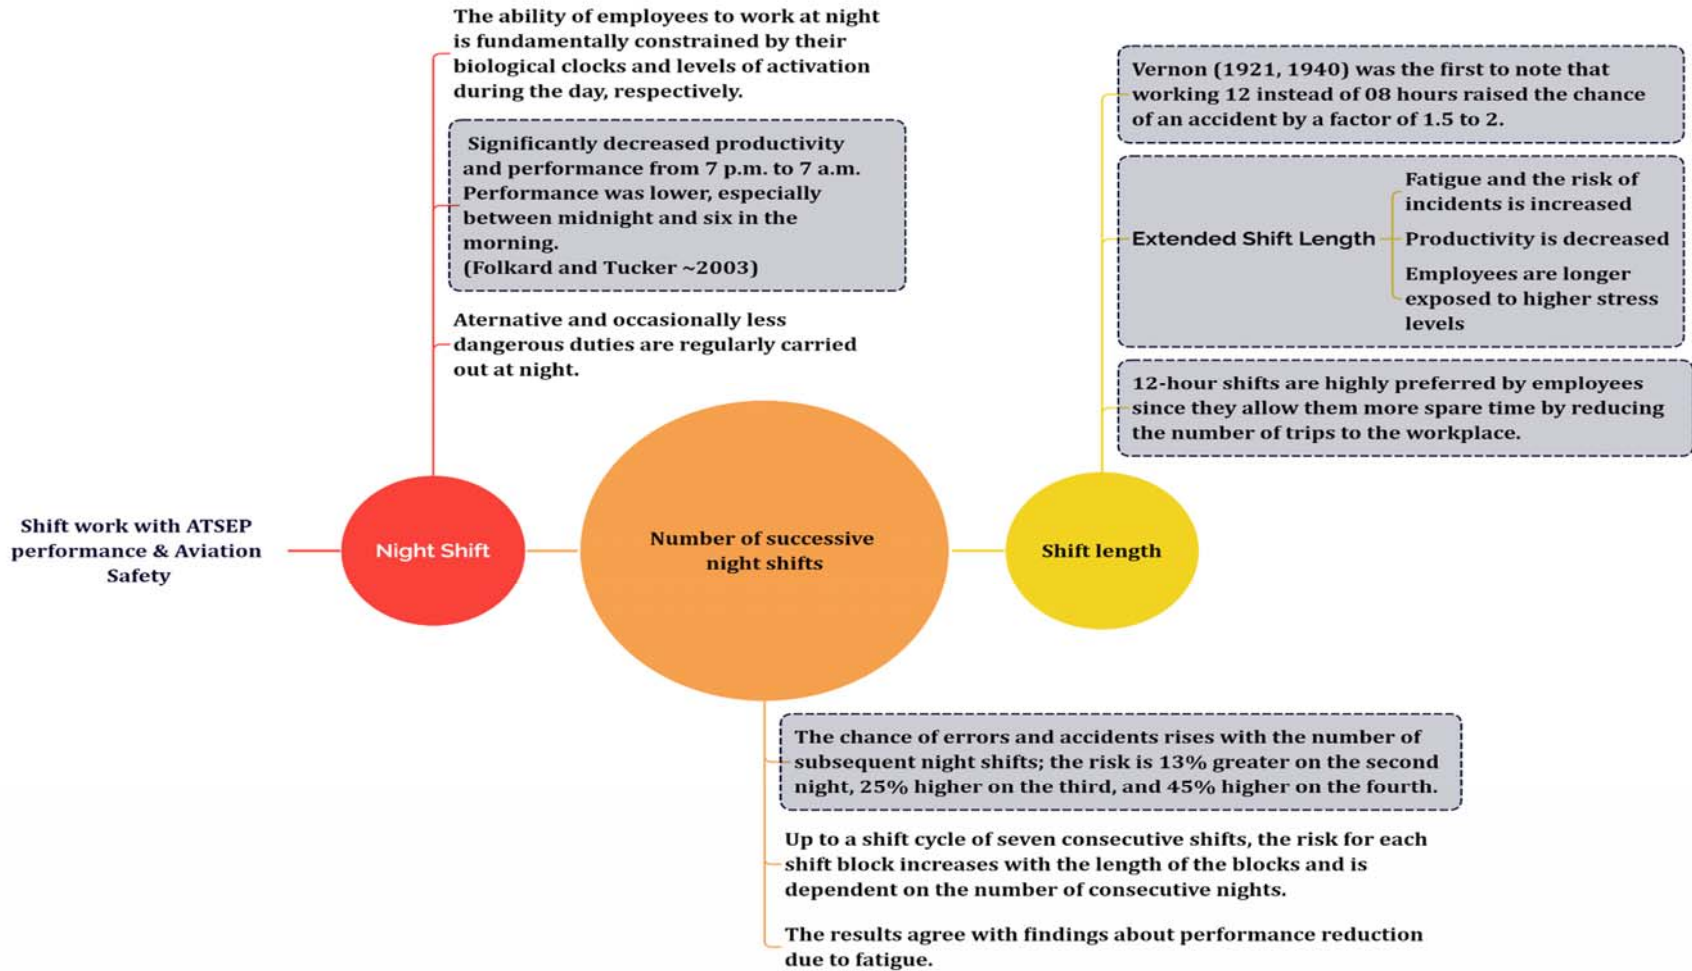 The ability of employees to work at night
is fundamentally constrained by their
biological clocks and levels of activation
during the day, respectively.
Significantly decreased productivity
and performance from 7 p.m. to 7 a.m.
Performance was lower, especially
between midnight and six in the
morning.
(Folkard and Tucker ~2003)
Aternative and occasionally less
dangerous duties are regularly carried
out at night.
Vernon (1921, 1940) was the first to note that
working 12 instead of 08 hours raised the chance
of an accident by a factor of 1.5 to 2.
Extended Shift Length
Fatigue and the risk of
incidents is increased
Productivity is decreased
Employees are longer
exposed to higher stress
levels
12-hour shifts are highly preferred by employees
since they allow them more spare time by reducing
the number of trips to the workplace.
Shift work with ATSEP
performance & Aviation
Safety
Night Shift
Number of successive
night shifts
Shift length
The chance of errors and accidents rises with the number of
subsequent night shifts; the risk is 13% greater on the second
night, 25% higher on the third, and 45% higher on the fourth.
Up to a shift cycle of seven consecutive shifts, the risk for each
shift block increases with the length of the blocks and is
dependent on the number of consecutive nights.
The results agree with findings about performance reduction
due to fatigue.